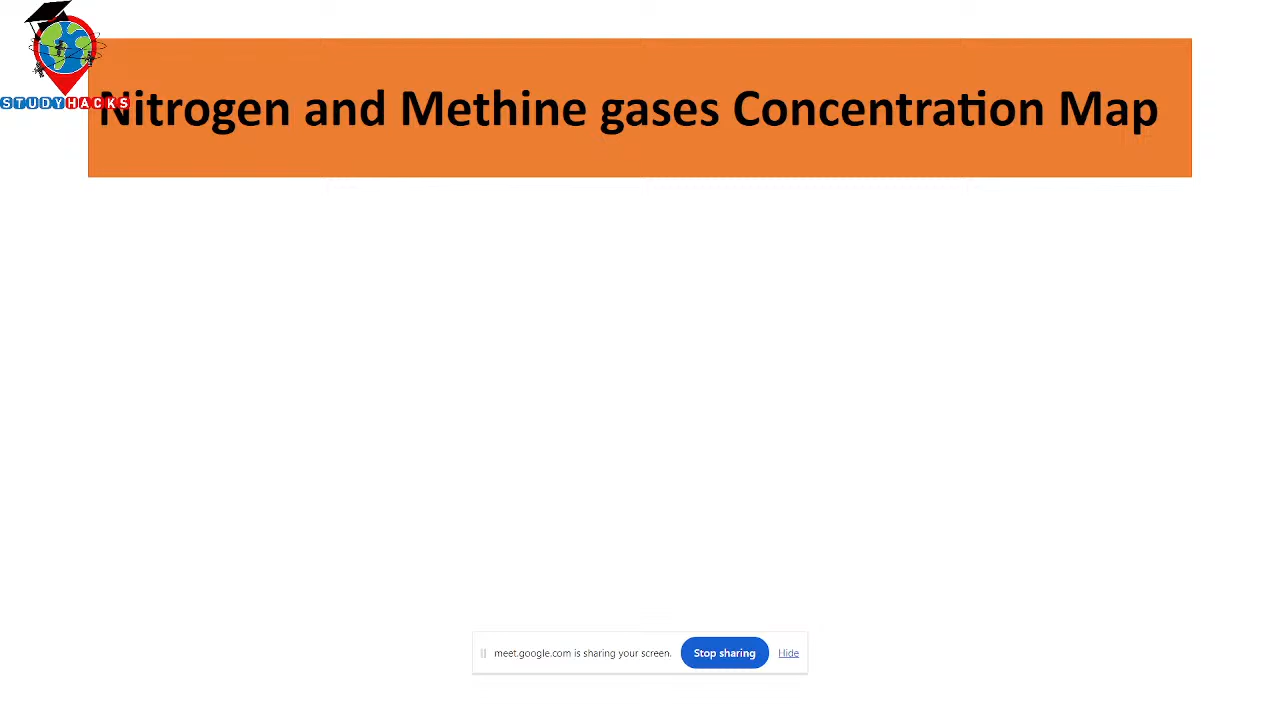 STUDYHACKS
Nitrogen and Methine gases Concentration Map
meet.google.com is sharing your screen.
Stop sharing
Hide